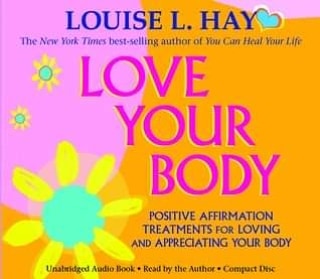 LOUISE L. HAY
The New York Times best-selling author of You Can Heal Your Life
LOVE
YOUR
BODY
POSITIVE AFFIRMATION
TREATMENTS FOR LOVING
AND APPRECIATING YOUR BODY
Unabridged Audio Book • Read by the Author • Compact Disc